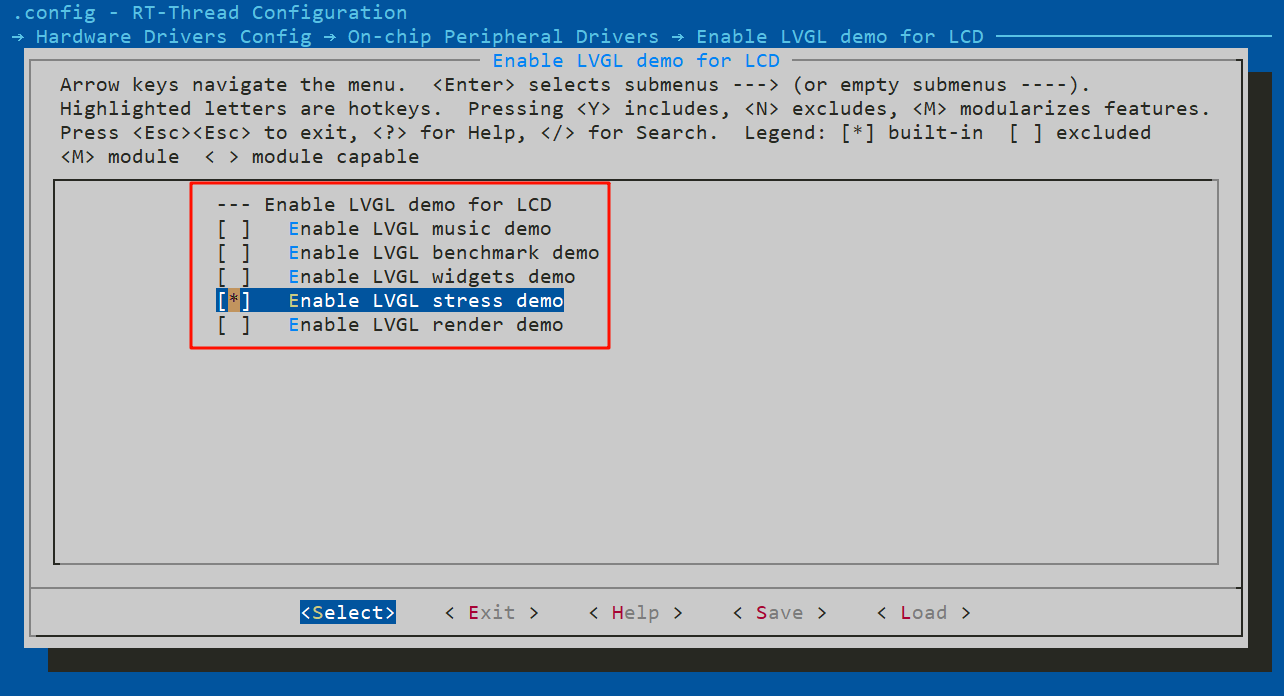 .config - RT-Thread Configuration
→ Hardware Drivers Config → On-chip Peripheral Drivers → Enable LVGL demo for LCD
Enable LVGL demo for LCD
Arrow keys navigate the menu.  <Enter> selects submenus ---> (or empty submenus ----).
Highlighted letters are hotkeys.  Pressing <Y> includes, <N> excludes, <M> modularizes features.
Press <Esc><Esc> to exit, <?> for Help, </> for Search.  Legend: [*] built-in  [ ] excluded
<M> module  < > module capable
--- Enable LVGL demo for LCD
[ ]   Enable LVGL music demo
[ ]   Enable LVGL benchmark demo
[ ]   Enable LVGL widgets demo
[*]   Enable LVGL stress demo
[ ]   Enable LVGL render demo
<Select>    < Exit >    < Help >    < Save >    < Load >